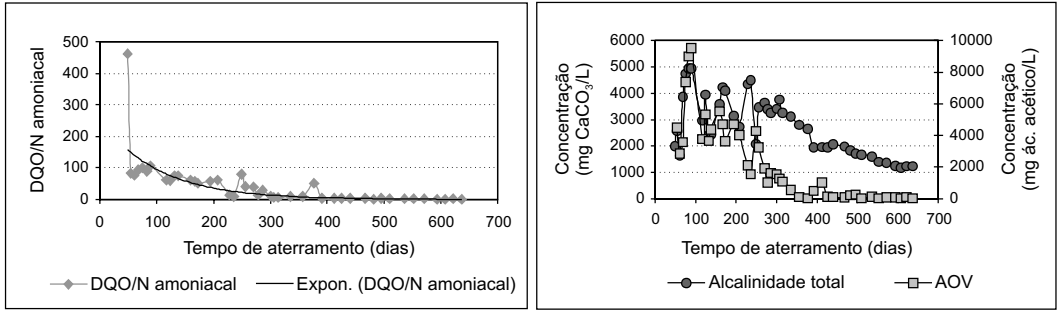 DQO/N amoniacal
500
400
300
200
100
0
0 100 200 300 400 500 600 700
Tempo de aterramento (dias)
DQO/N amoniacal Expon. (DQO/N amoniacal)
Concentração
(mg CaCO₃/L)
6000
5000
4000
3000
2000
1000
0
10000
8000
6000
4000
2000
0
Concentração
(mg ác. acético/L)
0 100 200 300 400 500 600 700
Tempo de aterramento (dias)
Alcalinidade total AOV